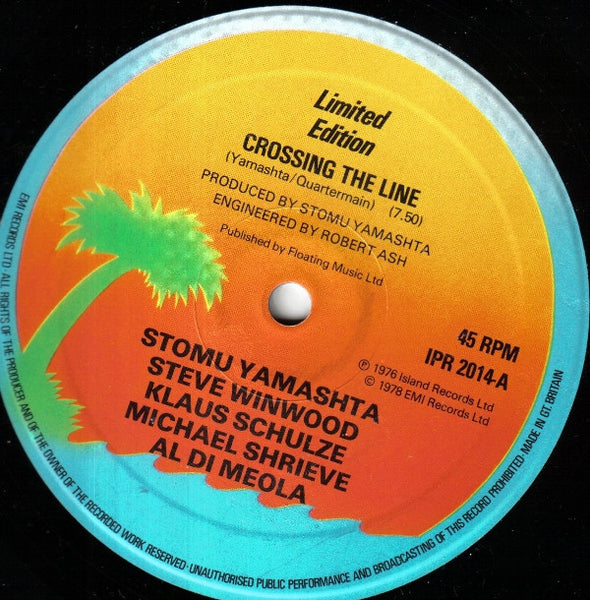 Limited
Edition
CROSSING THE LINE
(Yamashta/Quartermain) (7.50)
PRODUCED BY STOMU YAMASHTA
ENGINEERED BY ROBERT ASH
Published by Floating Music Ltd
45 RPM
IPR 2014-A
℗ 1976 Island Records Ltd
© 1978 EMI Records Ltd
STOMU YAMASHTA
STEVE WINWOOD
KLAUS SCHULZE
MICHAEL SHRIEVE
AL DI MEOLA
EMI RECORDS LTD· ALL RIGHTS OF THE PRODUCER AND OF THE OWNER OF THE RECORDED WORK RESERVED· UNAUTHORISED PUBLIC PERFORMANCE AND BROADCASTING OF THIS RECORD PROHIBITED· MADE IN GT. BRITAIN